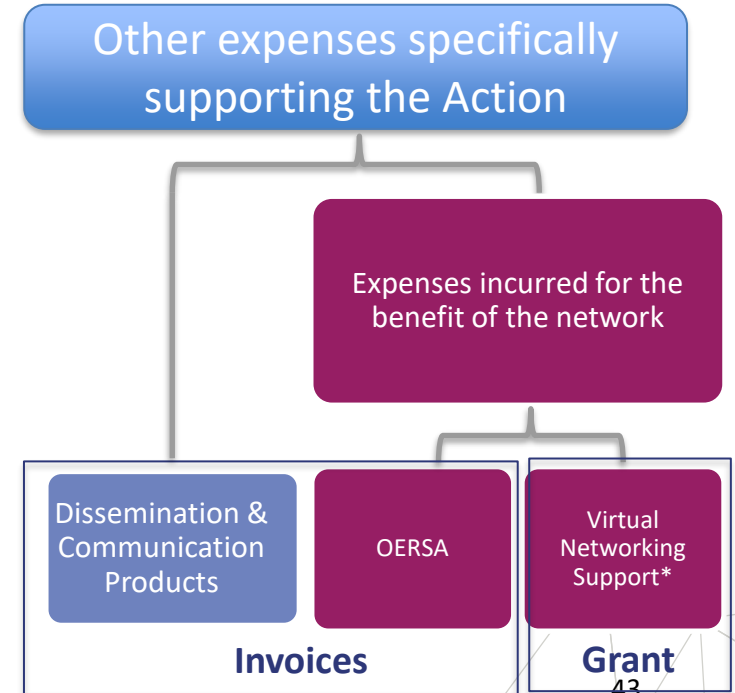 Other expenses specifically
supporting the Action
Expenses incurred for the
benefit of the network
Dissemination &
Communication
Products
OERSA
Virtual
Networking
Support*
Invoices
Grant
43